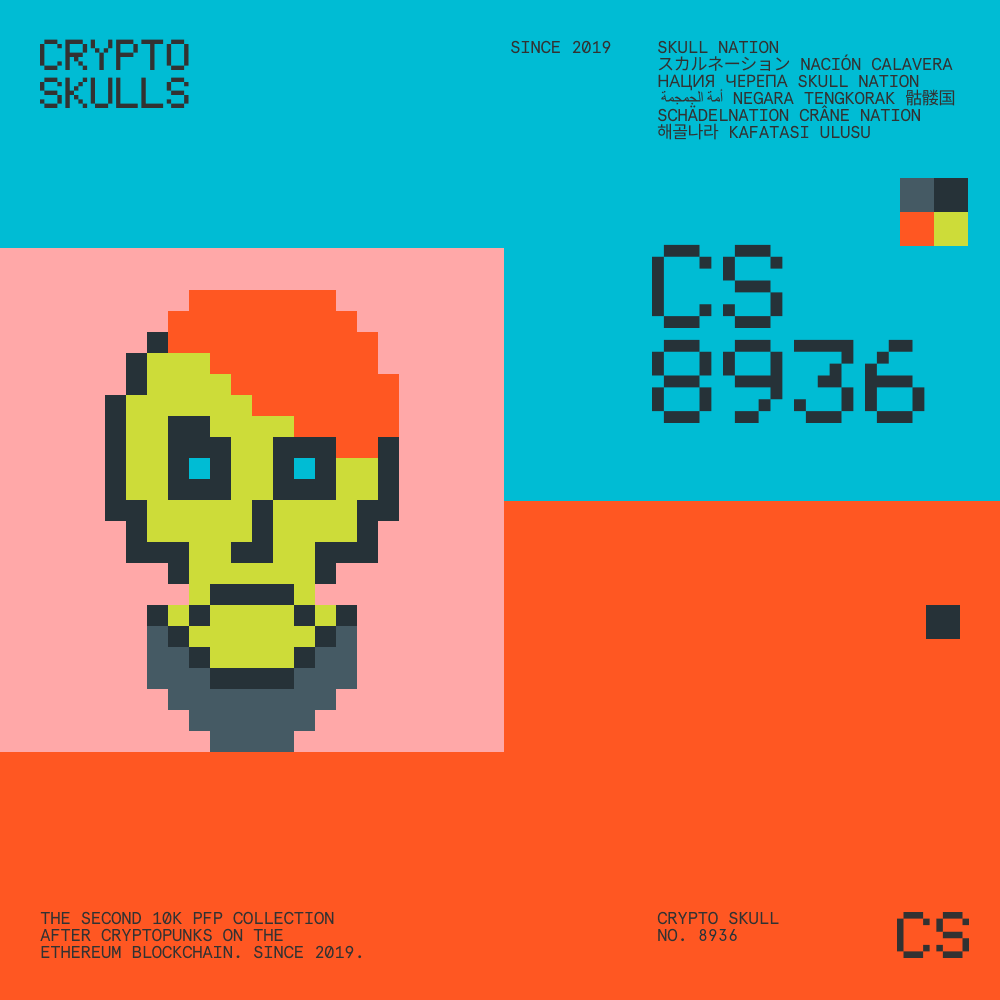 CRYPTO
SKULLS
SINCE 2019
SKULL NATION
スカルネーション NACIÓN CALAVERA
НАЦИЯ ЧЕРЕПА SKULL NATION
أمة الجمجمة NEGARA TENGKORAK 骷髅国
SCHÄDELNATION CRÂNE NATION
해골나라 KAFATASI ULUSU
CS
8936
THE SECOND 10K PFP COLLECTION
AFTER CRYPTOPUNKS ON THE
ETHEREUM BLOCKCHAIN. SINCE 2019.
CRYPTO SKULL
NO. 8936
CS